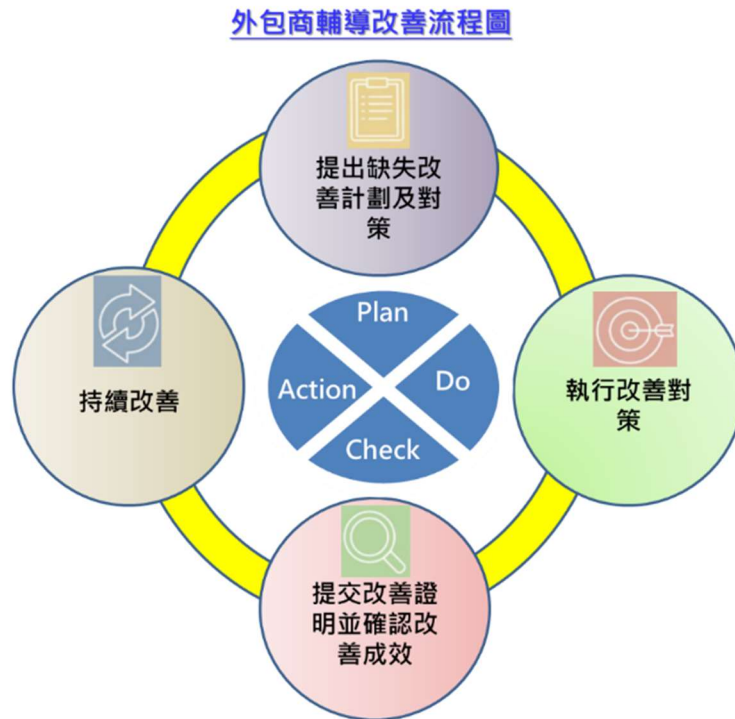 外包商輔導改善流程圖
提出缺失改
善計劃及對
策
Plan
Action
Do
Check
持續改善
執行改善對
策
提交改善證
明並確認改
善成效